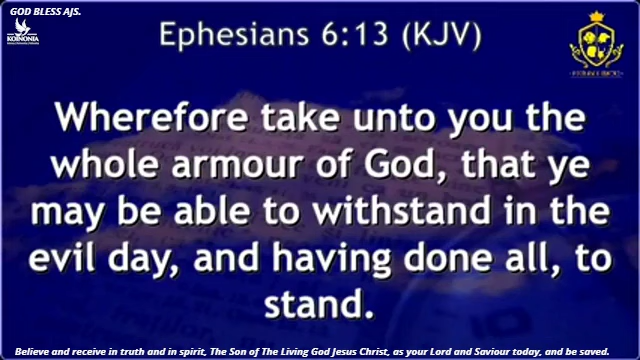 GOD BLESS AJS.
KOINONIA
Ephesians 6:13 (KJV)
Wherefore take unto you the
whole armour of God, that ye
may be able to withstand in the
evil day, and having done all, to
stand.
Believe and receive in truth and in spirit, The Son of The Living God Jesus Christ, as your Lord and Saviour today, and be saved.